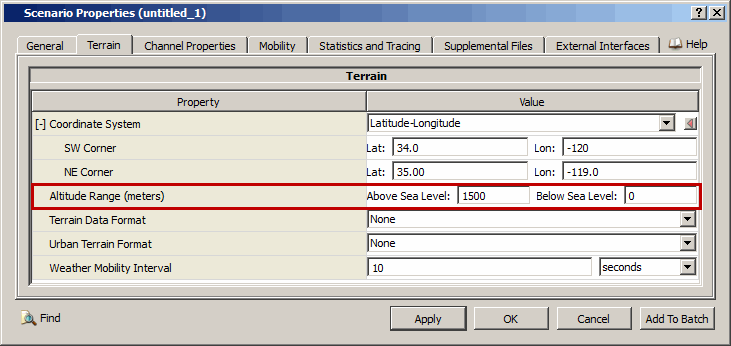 Scenario Properties (untitled_1)
General Terrain Channel Properties Mobility Statistics and Tracing Supplemental Files External Interfaces Help
Terrain
Property Value
[-] Coordinate System Latitude-Longitude
SW Corner Lat: 34.0 Lon: -120
NE Corner Lat: 35.00 Lon: -119.0
Altitude Range (meters) Above Sea Level: 1500 Below Sea Level: 0
Terrain Data Format None
Urban Terrain Format None
Weather Mobility Interval 10 seconds
Find Apply OK Cancel Add To Batch